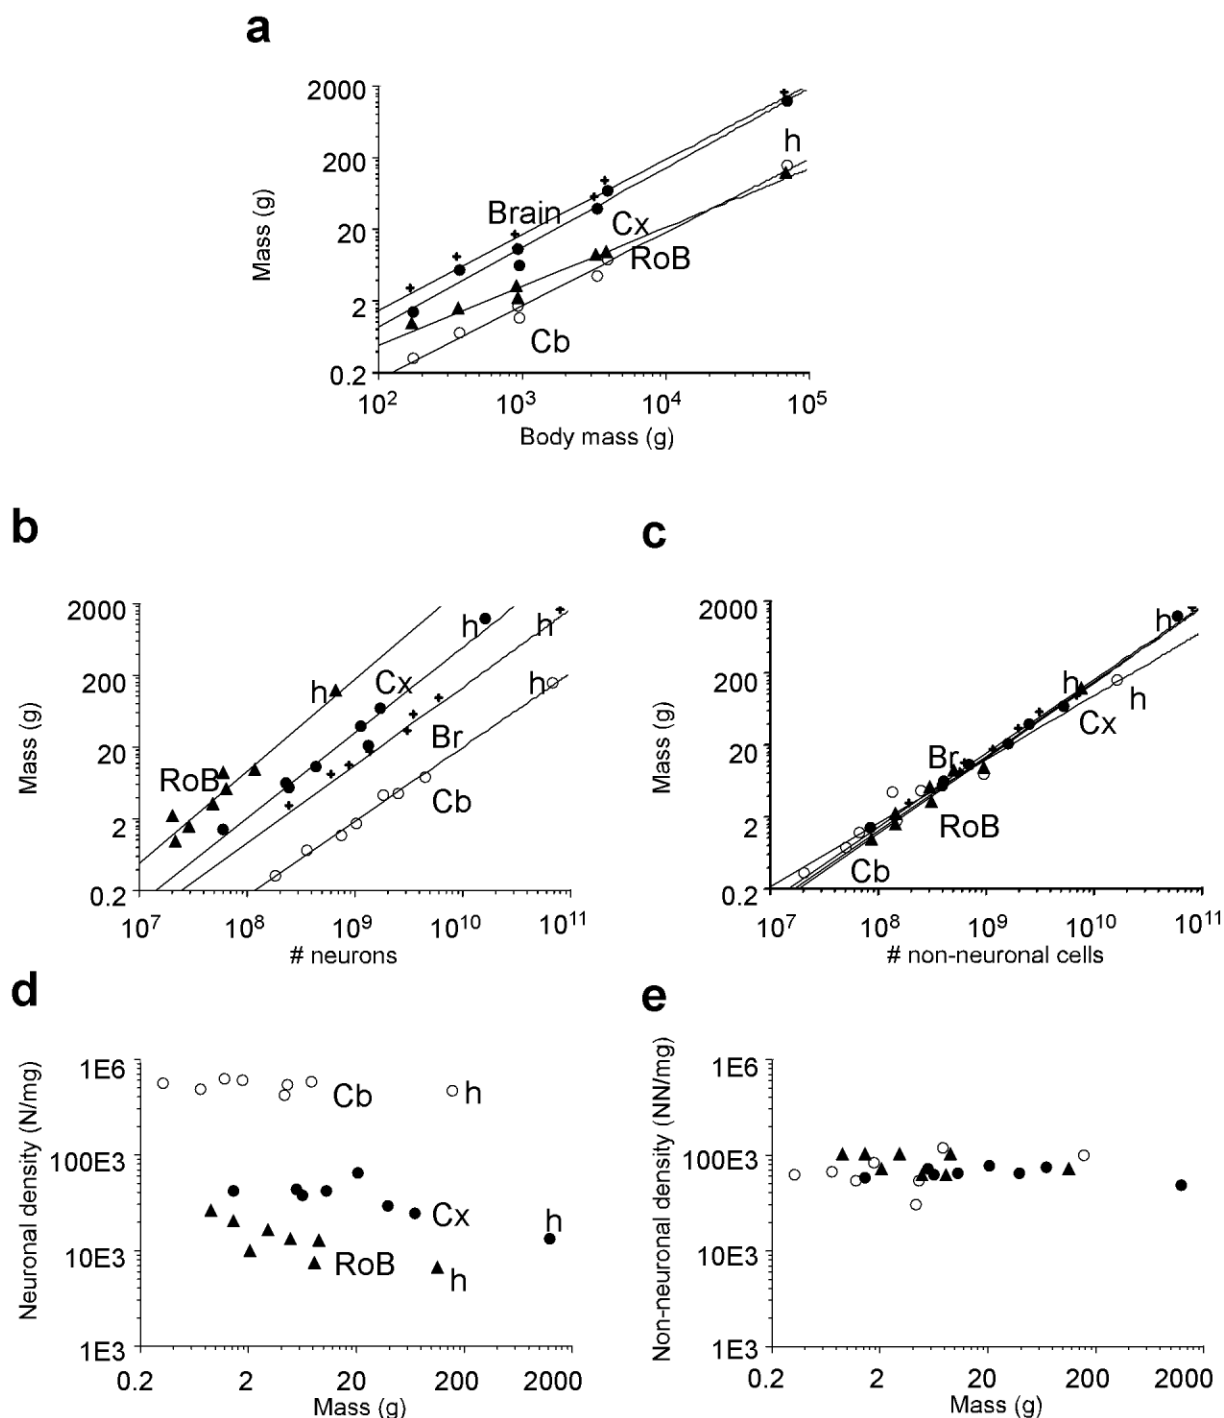 a
2000
200
20
2
0.2
Mass (g)
Brain
Cx
RoB
Cb
h
10²
10³
10⁴
10⁵
Body mass (g)
b
2000
200
20
2
0.2
Mass (g)
RoB
h
Cx
h
Br
h
Cb
h
10⁷
10⁸
10⁹
10¹⁰
10¹¹
# neurons
c
2000
200
20
2
0.2
Mass (g)
h
h
h
Cx
Br
RoB
Cb
10⁷
10⁸
10⁹
10¹⁰
10¹¹
# non-neuronal cells
d
1E6
100E3
10E3
1E3
Neuronal density (N/mg)
Cb
h
Cx
h
RoB
h
0.2
2
20
200
2000
Mass (g)
e
1E6
100E3
10E3
1E3
Non-neuronal density (NN/mg)
0.2
2
20
200
2000
Mass (g)